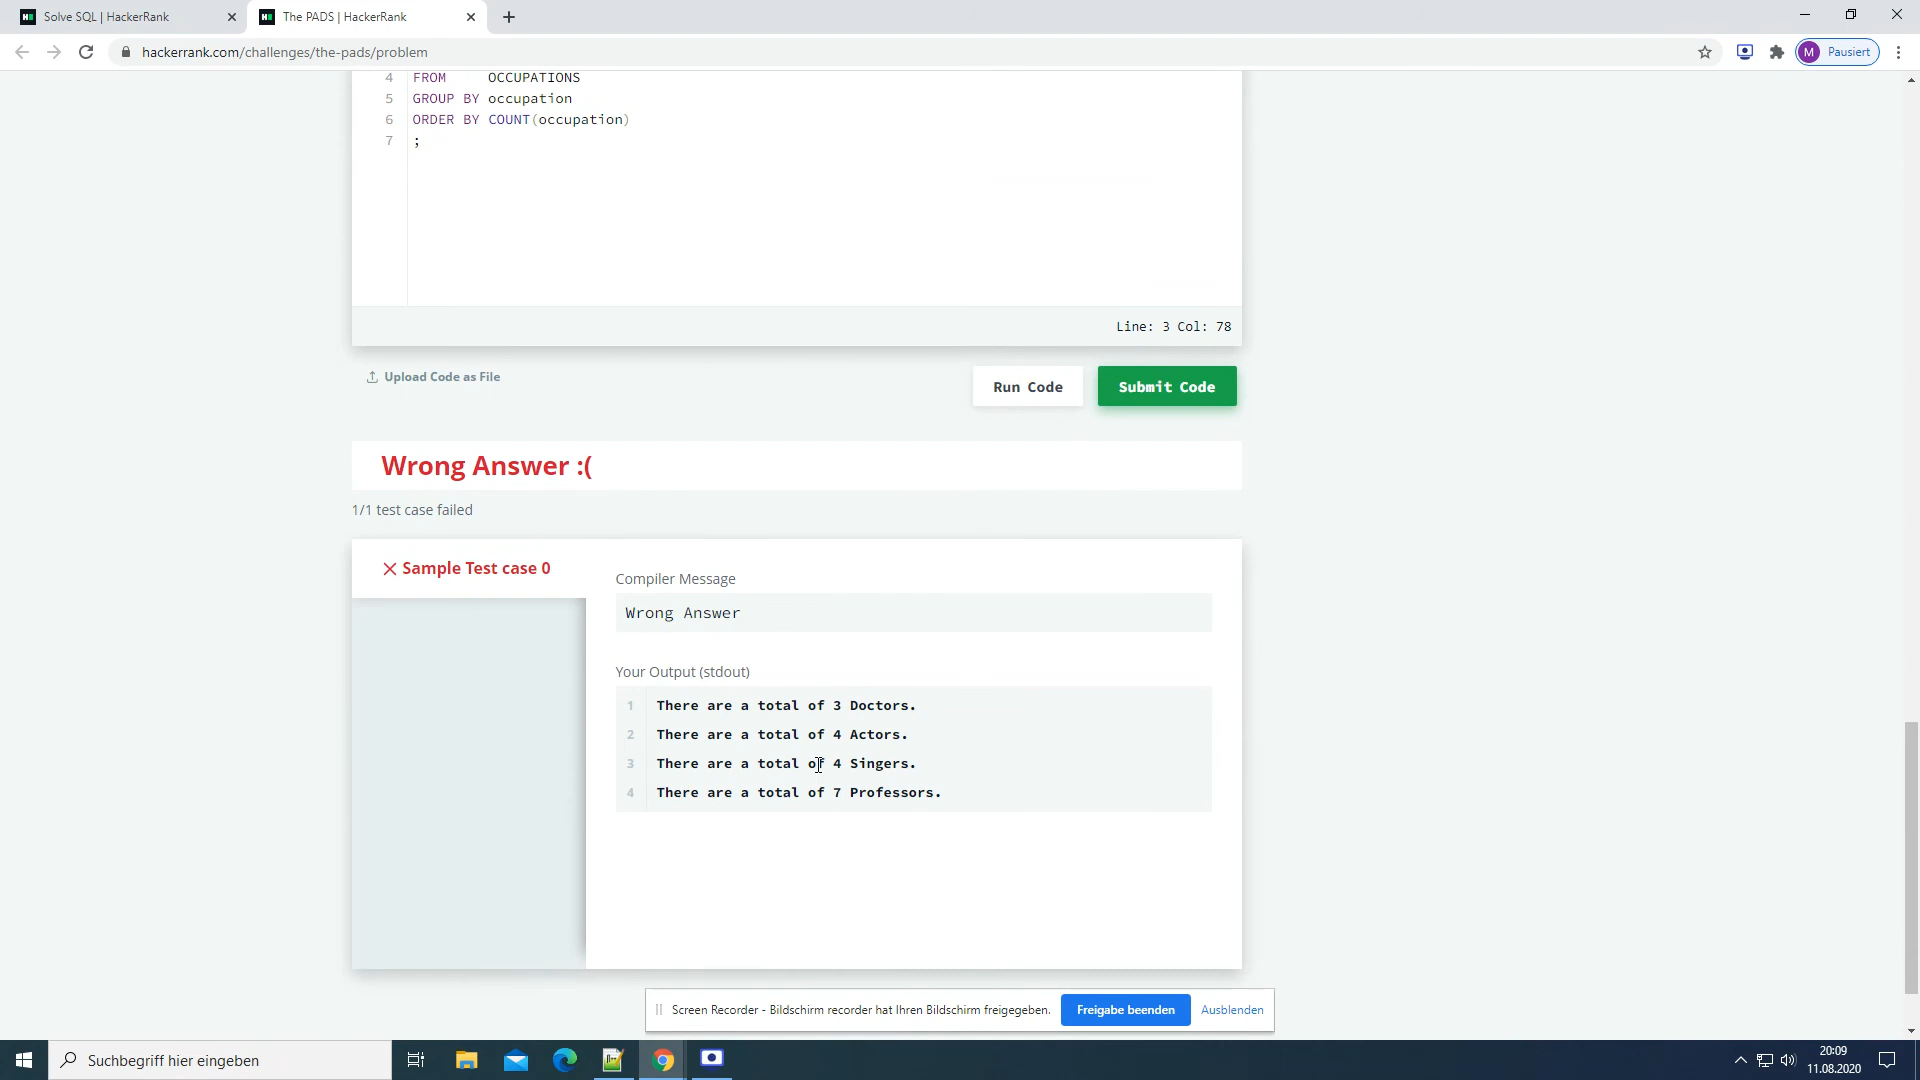 Solve SQL | HackerRank
The PADS | HackerRank
hackerrank.com/challenges/the-pads/problem
M Pausiert
4 FROM OCCUPATIONS
5 GROUP BY occupation
6 ORDER BY COUNT(occupation)
7 ;
Line: 3 Col: 78
Upload Code as File
Run Code
Submit Code
Wrong Answer :(
1/1 test case failed
Sample Test case 0
Compiler Message
Wrong Answer
Your Output (stdout)
1 There are a total of 3 Doctors.
2 There are a total of 4 Actors.
3 There are a total of 4 Singers.
4 There are a total of 7 Professors.
Screen Recorder - Bildschirm recorder hat Ihren Bildschirm freigegeben.
Freigabe beenden
Ausblenden
Suchbegriff hier eingeben
20:09
11.08.2020